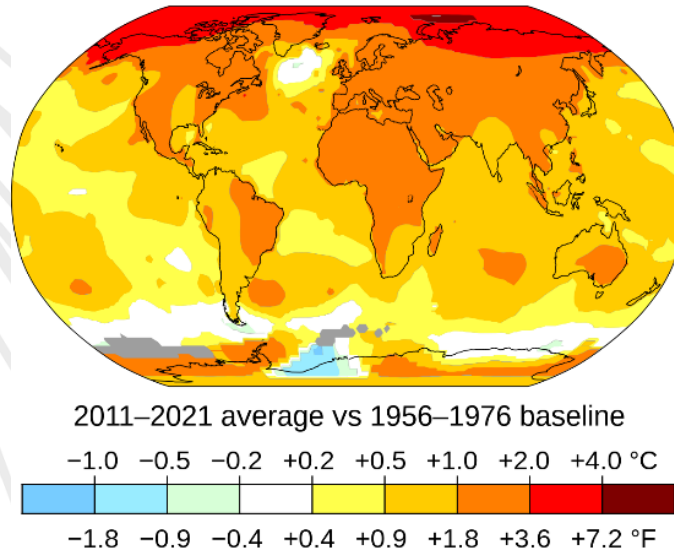 2011–2021 average vs 1956–1976 baseline
−1.0 −0.5 −0.2 +0.2 +0.5 +1.0 +2.0 +4.0 °C
−1.8 −0.9 −0.4 +0.4 +0.9 +1.8 +3.6 +7.2 °F